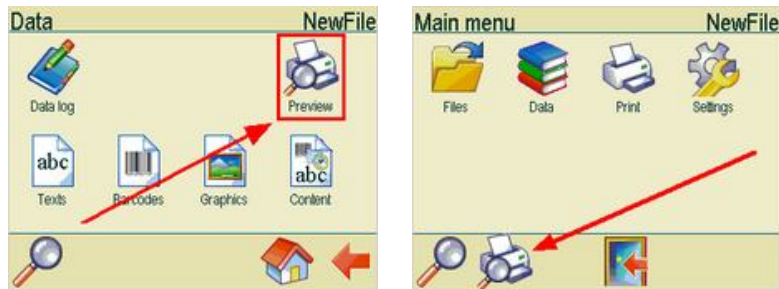 Data NewFile
Data log Preview
abc
abc
Texts Barcodes Graphics Content
Main menu NewFile
Files Data Print Settings